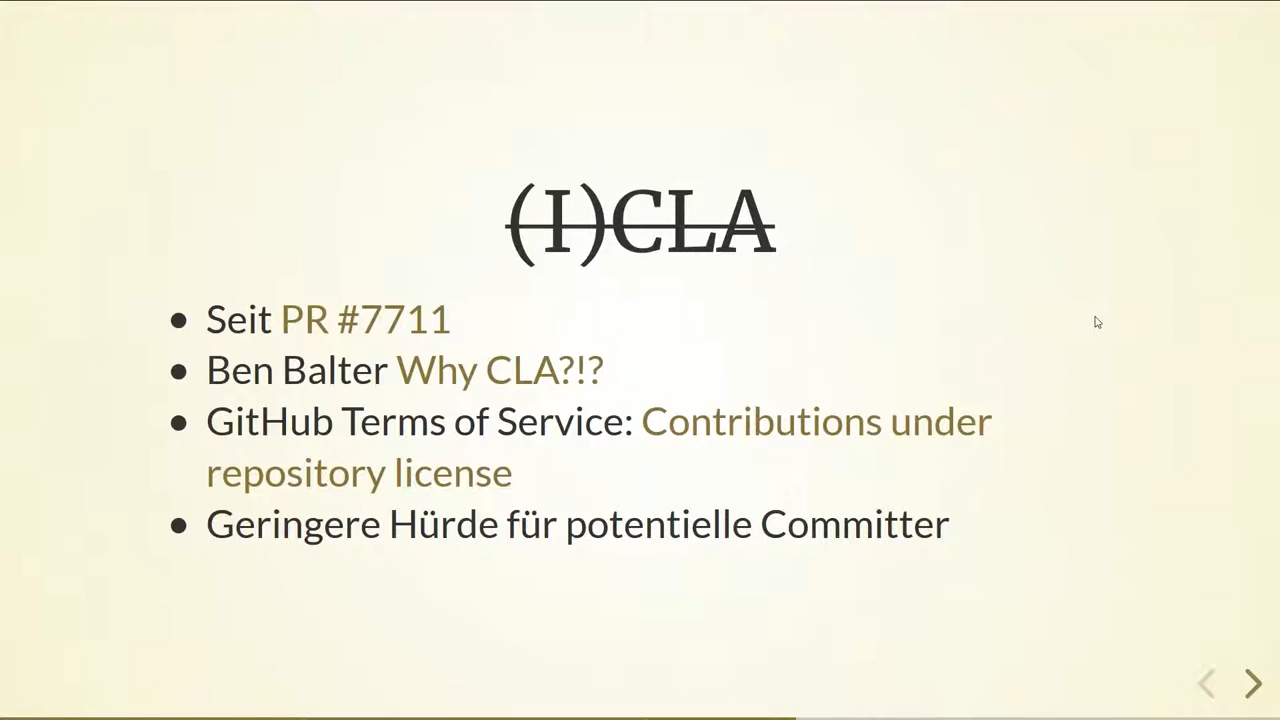 (I)CLA
Seit PR #7711
Ben Balter Why CLA?!?
GitHub Terms of Service: Contributions under
repository license
Geringere Hürde für potentielle Committer